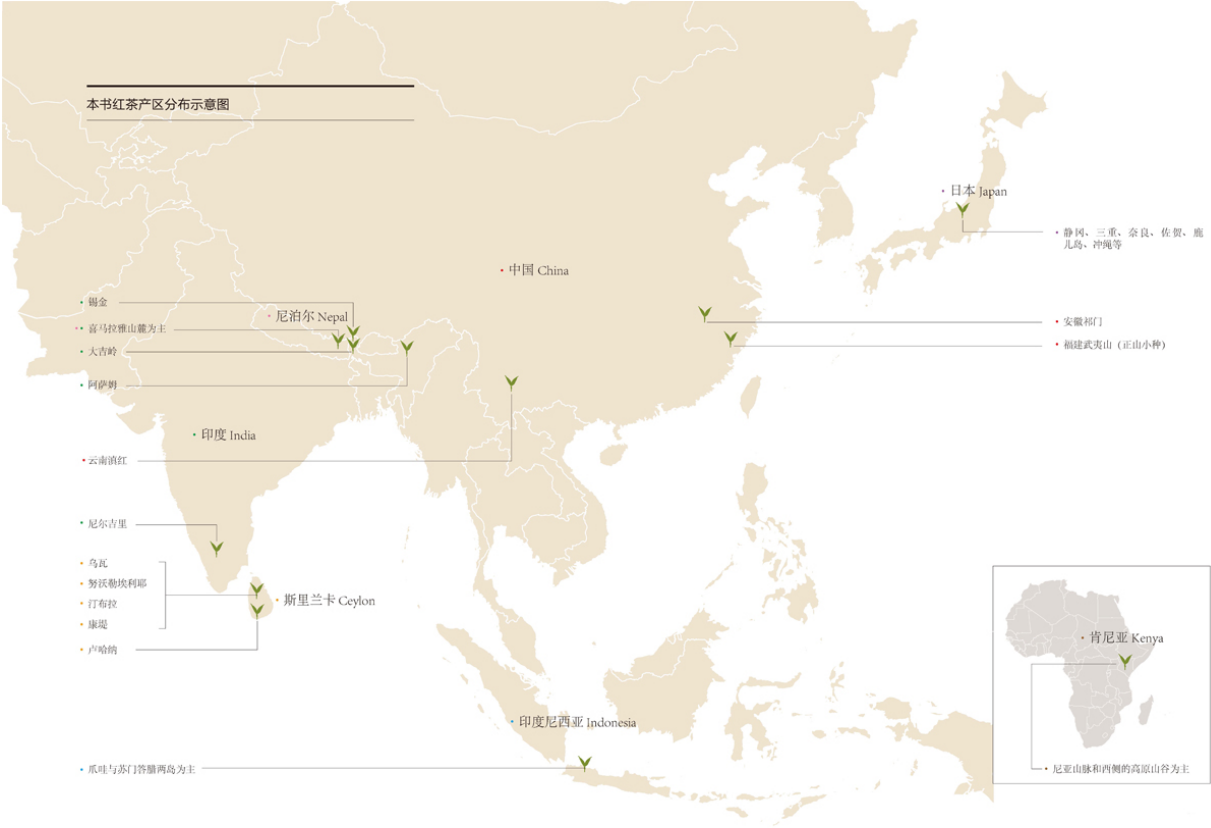 本书红茶产区分布示意图
日本 Japan
静冈、三重、奈良、佐贺、鹿
儿岛、冲绳等
中国 China
锡金
尼泊尔 Nepal
喜马拉雅山麓为主
安徽祁门
大吉岭
福建武夷山（正山小种）
阿萨姆
印度 India
云南滇红
尼尔吉里
乌瓦
努沃勒埃利耶
汀布拉
斯里兰卡 Ceylon
康堤
卢哈纳
肯尼亚 Kenya
印度尼西亚 Indonesia
爪哇与苏门答腊两岛为主
尼亚山脉和西侧的高原山谷为主